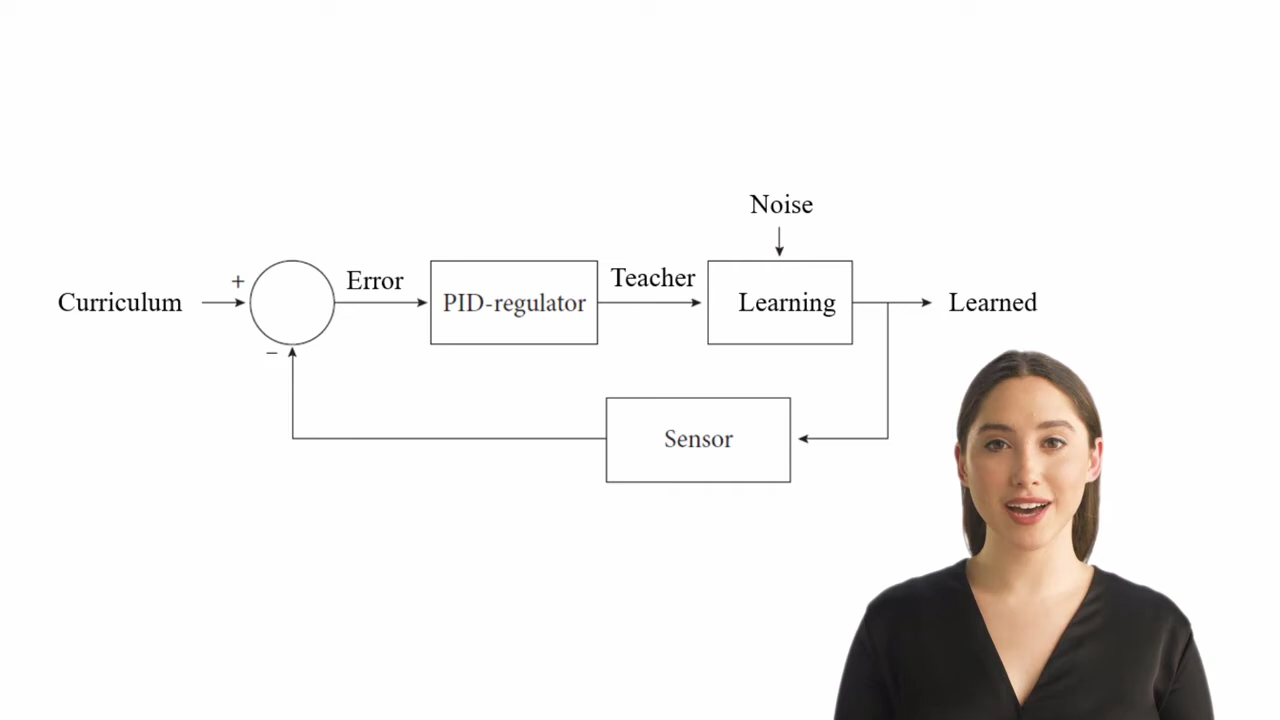 Noise
+
Error
Teacher
Curriculum
PID-regulator
Learning
Learned
−
Sensor